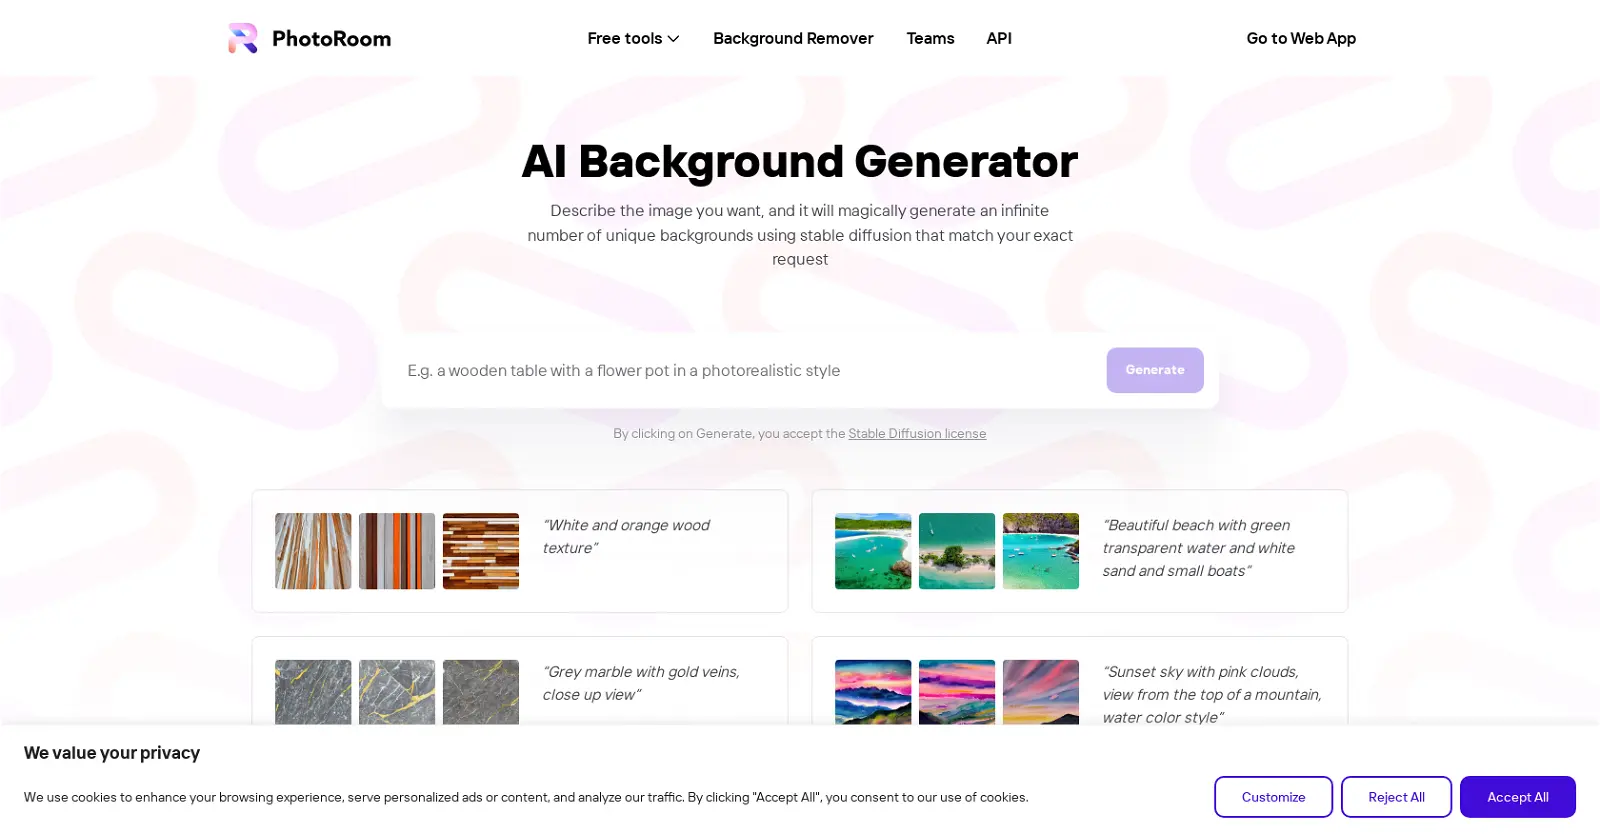 PhotoRoom
Free tools
Background Remover
Teams
API
Go to Web App
AI Background Generator
Describe the image you want, and it will magically generate an infinite
number of unique backgrounds using stable diffusion that match your exact
request
E.g. a wooden table with a flower pot in a photorealistic style
Generate
By clicking on Generate, you accept the Stable Diffusion license
“White and orange wood
texture”
“Beautiful beach with green
transparent water and white
sand and small boats”
“Grey marble with gold veins,
close up view”
“Sunset sky with pink clouds,
view from the top of a mountain,
water color style”
We value your privacy
We use cookies to enhance your browsing experience, serve personalized ads or content, and analyze our traffic. By clicking "Accept All", you consent to our use of cookies.
Customize
Reject All
Accept All